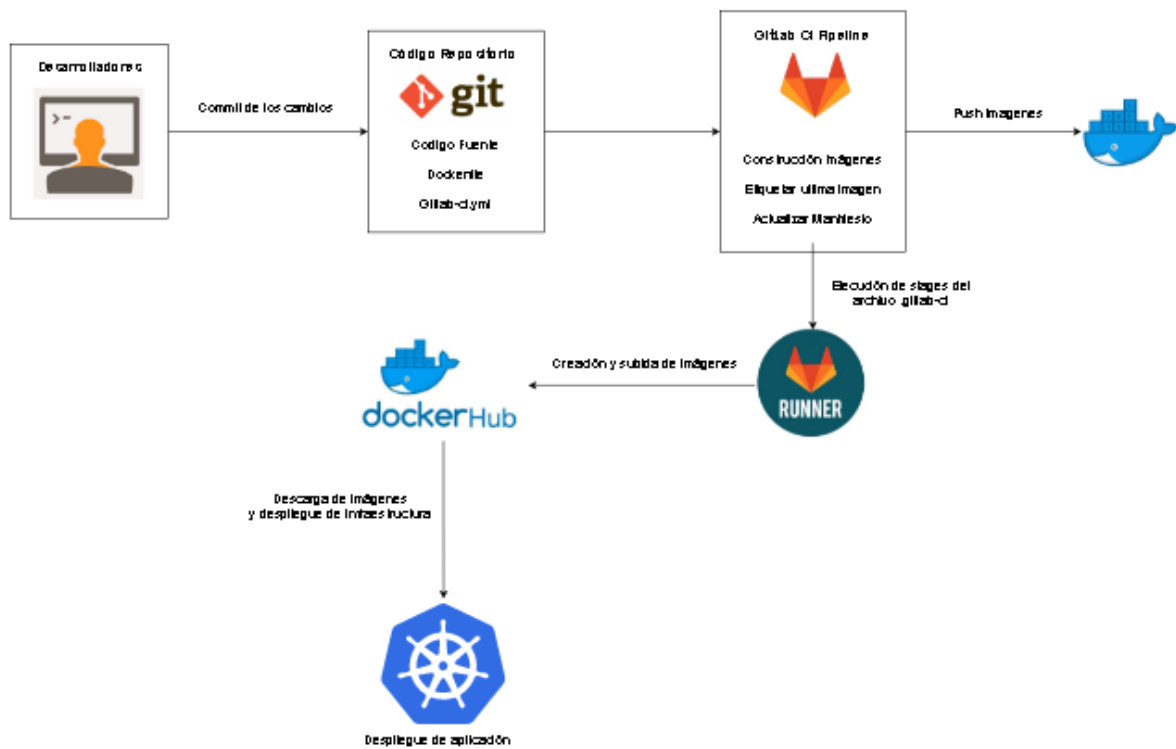 Desarrolladores
Commit de los cambios
Código Repositorio
git
Codigo Fuente
Dockerfile
Gitlab-ci.yml
GitLab CI Pipeline
Construcción Imágenes
Etiquetar ultima imagen
Actualizar Manifiesto
Push Imagenes
Ejecución de stages del
archivo .gitlab-ci
RUNNER
Creación y subida de imágenes
dockerHub
Descarga de imágenes
y despliegue de infraestructura
Despliegue de aplicación